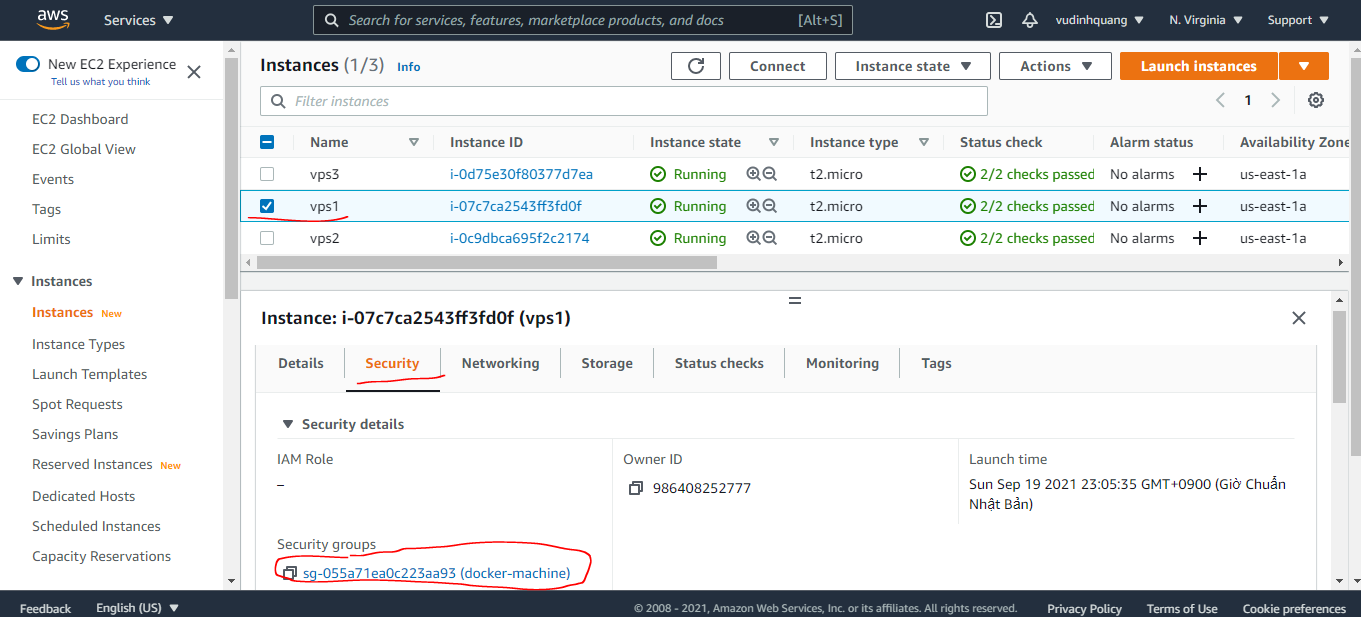 aws Services Search for services, features, marketplace products, and docs [Alt+S] vudinhquang N. Virginia Support
New EC2 Experience
Tell us what you think
EC2 Dashboard
EC2 Global View
Events
Tags
Limits
Instances
Instances New
Instance Types
Launch Templates
Spot Requests
Savings Plans
Reserved Instances New
Dedicated Hosts
Scheduled Instances
Capacity Reservations
Instances (1/3) Info Connect Instance state Actions Launch instances
Filter instances 1
Name Instance ID Instance state Instance type Status check Alarm status Availability Zone
vps3 i-0d75e30f80377d7ea Running t2.micro 2/2 checks passed No alarms + us-east-1a
vps1 i-07c7ca2543ff3fd0f Running t2.micro 2/2 checks passed No alarms + us-east-1a
vps2 i-0c9dbca695f2c2174 Running t2.micro 2/2 checks passed No alarms + us-east-1a
Instance: i-07c7ca2543ff3fd0f (vps1)
Details Security Networking Storage Status checks Monitoring Tags
Security details
IAM Role Owner ID Launch time
– 986408252777 Sun Sep 19 2021 23:05:35 GMT+0900 (Giờ Chuẩn
Nhật Bản)
Security groups
sg-055a71ea0c223aa93 (docker-machine)
Feedback English (US) © 2008 - 2021, Amazon Web Services, Inc. or its affiliates. All rights reserved. Privacy Policy Terms of Use Cookie preferences